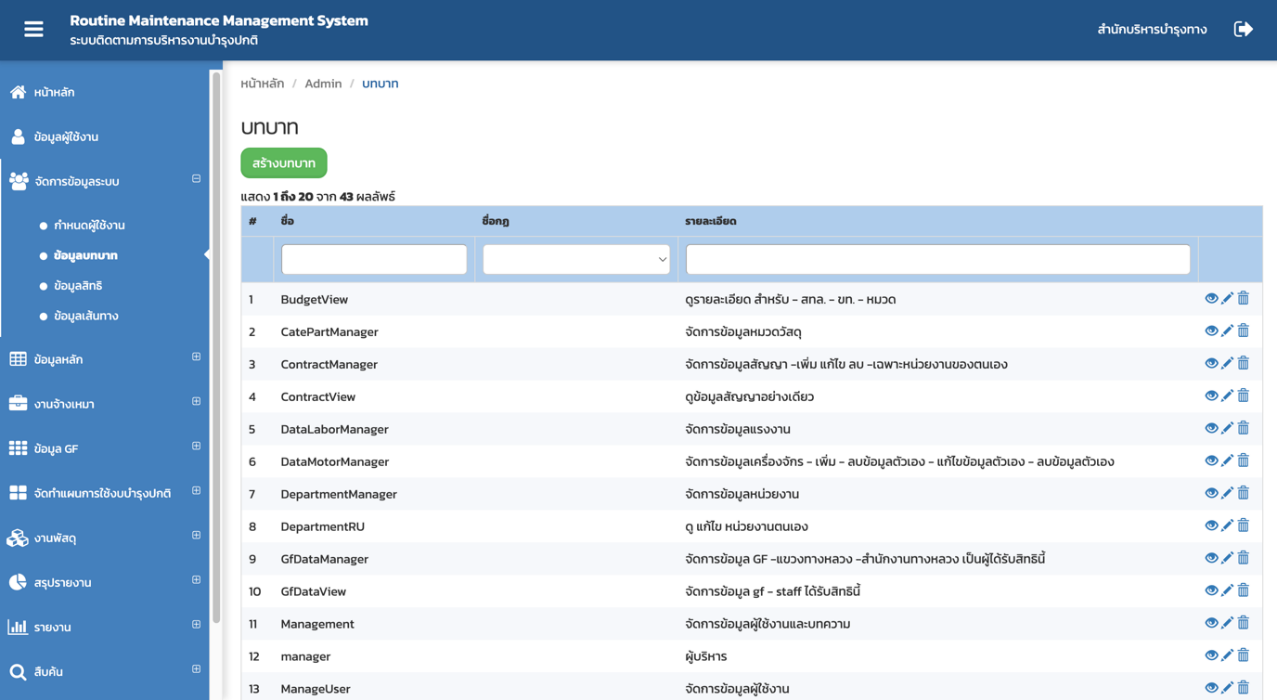 Routine Maintenance Management System
ระบบติดตามการบริหารงานบำรุงปกติ
สำนักบริหารบำรุงทาง
หน้าหลัก
ข้อมูลผู้ใช้งาน
จัดการข้อมูลระบบ
กำหนดผู้ใช้งาน
ข้อมูลบทบาท
ข้อมูลสิทธิ
ข้อมูลเส้นทาง
ข้อมูลหลัก
งานจ้างเหมา
ข้อมูล GF
จัดทำแผนการใช้งบบำรุงปกติ
งานพัสดุ
สรุปรายงาน
รายงาน
สืบค้น
หน้าหลัก / Admin / บทบาท
บทบาท
สร้างบทบาท
แสดง 1 ถึง 20 จาก 43 ผลลัพธ์
# ชื่อ ชื่อกฎ รายละเอียด
1 BudgetView ดูรายละเอียด สำหรับ - สทล. - ขท. - หมวด
2 CatePartManager จัดการข้อมูลหมวดวัสดุ
3 ContractManager จัดการข้อมูลสัญญา -เพิ่ม แก้ไข ลบ -เฉพาะหน่วยงานของตนเอง
4 ContractView ดูข้อมูลสัญญาอย่างเดียว
5 DataLaborManager จัดการข้อมูลแรงงาน
6 DataMotorManager จัดการข้อมูลเครื่องจักร - เพิ่ม - ลบข้อมูลตัวเอง - แก้ไขข้อมูลตัวเอง - ลบข้อมูลตัวเอง
7 DepartmentManager จัดการข้อมูลหน่วยงาน
8 DepartmentRU ดู แก้ไข หน่วยงานตนเอง
9 GfDataManager จัดการข้อมูล GF -แขวงทางหลวง -สำนักงานทางหลวง เป็นผู้ได้รับสิทธินี้
10 GfDataView จัดการข้อมูล gf - staff ได้รับสิทธินี้
11 Management จัดการข้อมูลผู้ใช้งานและบทความ
12 manager ผู้บริหาร
13 ManageUser จัดการข้อมูลผู้ใช้งาน